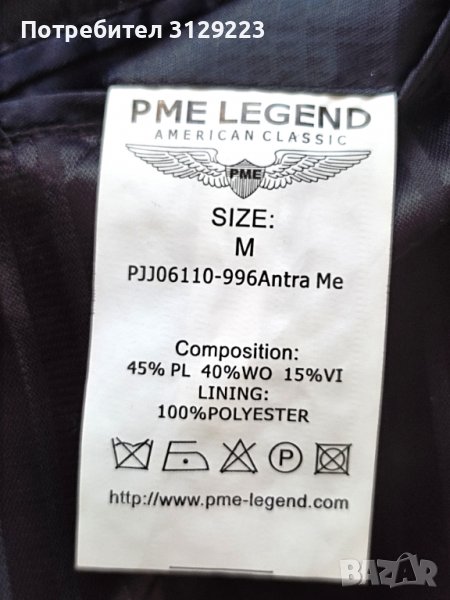 Потребител 3129223
PME LEGEND
AMERICAN CLASSIC
PME
SIZE:
M
PJJ06110-996Antra Me
Composition:
45% PL 40%WO 15%VI
LINING:
100%POLYESTER
P
http://www.pme-legend.com
BAZAR